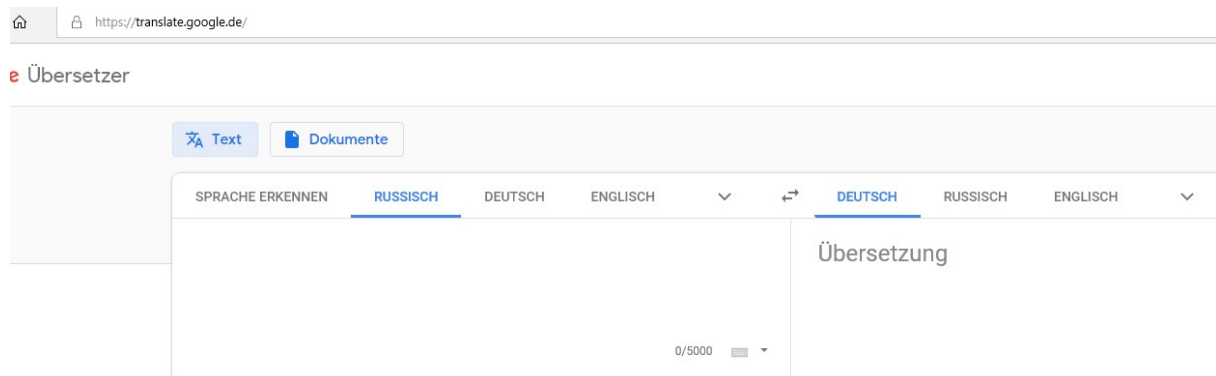 https://translate.google.de/
e Übersetzer
Text Dokumente
SPRACHE ERKENNEN RUSSISCH DEUTSCH ENGLISCH DEUTSCH RUSSISCH ENGLISCH
Übersetzung
0/5000